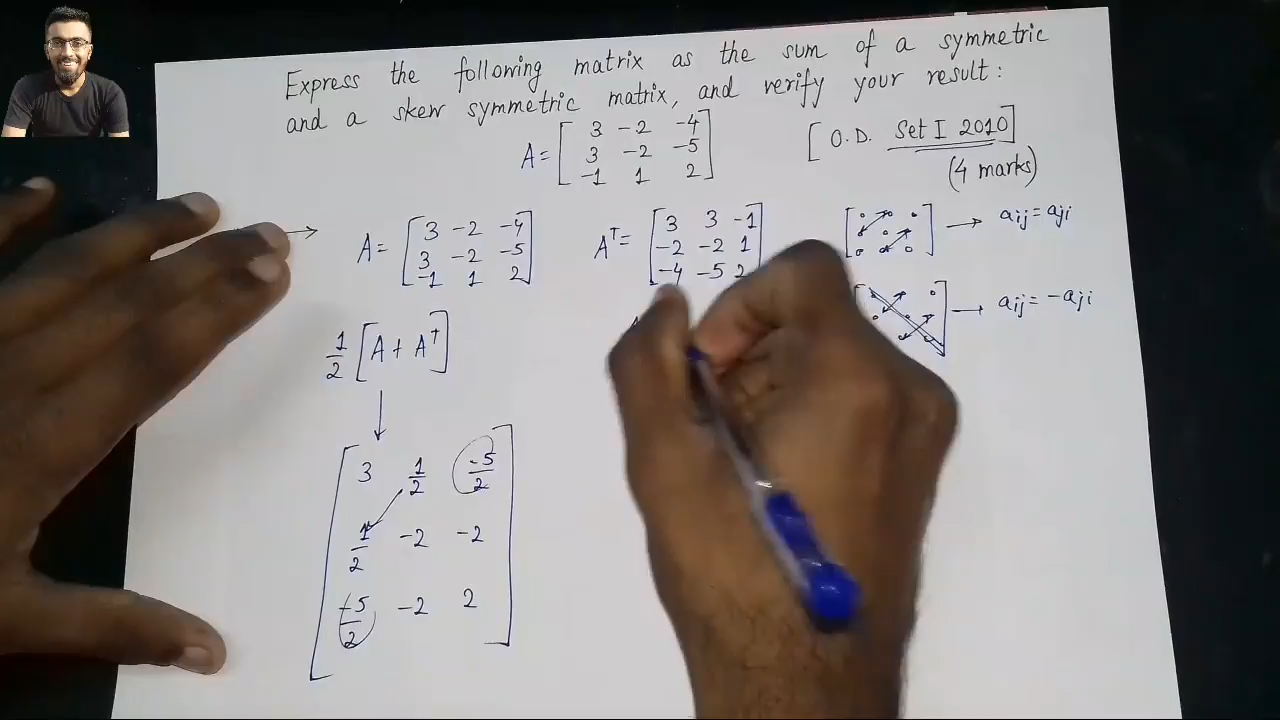 Express the following matrix as the sum of a symmetric
and a skew symmetric matrix, and verify your result:
A= [ 3 -2 -4
3 -2 -5
-1 1 2 ]
[ O.D. Set I 2010]
(4 marks)
A= [ 3 -2 -4
3 -2 -5
-1 1 2 ]
Aᵀ= [ 3 3 -1
-2 -2 1
-4 -5 2
aij = aji
aij = -aji
1/2 [A + Aᵀ]
[ 3 1/2 -5/2
1/2 -2 -2
-5/2 -2 2 ]